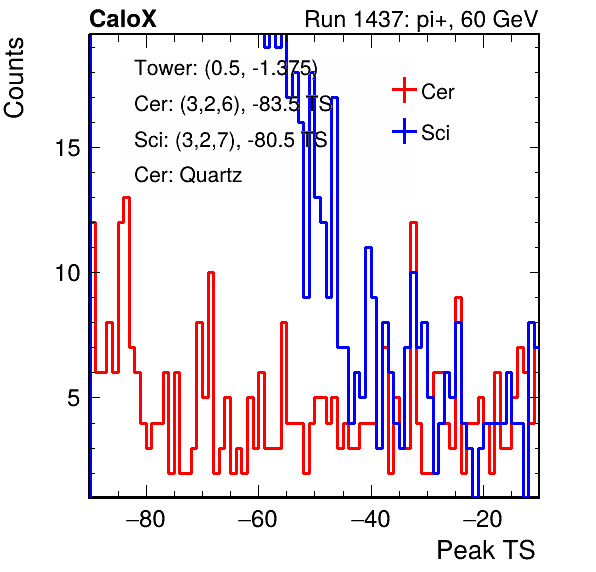 CaloX Run 1437: pi+, 60 GeV
Counts
Tower: (0.5, -1.375)
Cer: (3,2,6), -83.5 TS
Sci: (3,2,7), -80.5 TS
Cer: Quartz
Cer
Sci
15
10
5
−80 −60 −40 −20
Peak TS